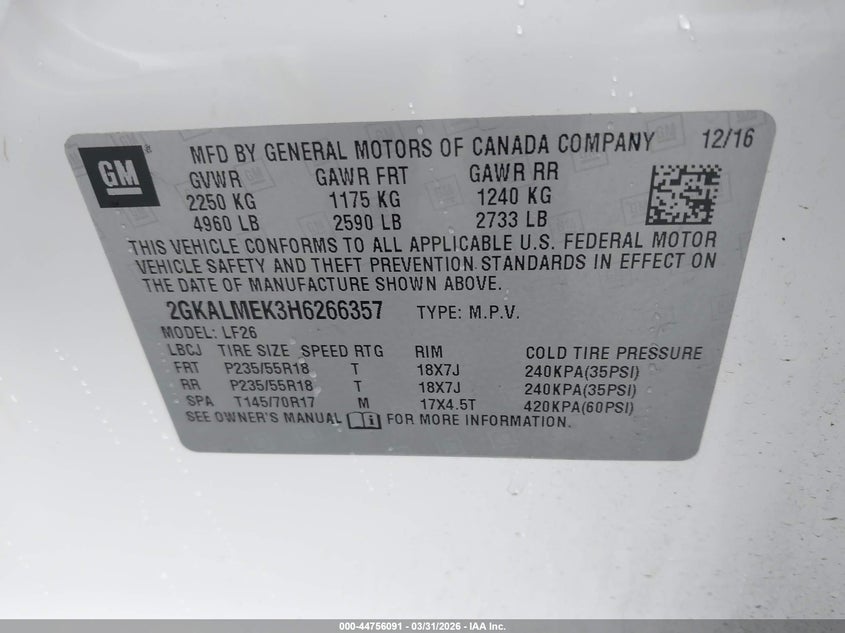 GM
MFD BY GENERAL MOTORS OF CANADA COMPANY 12/16
GVWR GAWR FRT GAWR RR
2250 KG 1175 KG 1240 KG
4960 LB 2590 LB 2733 LB
THIS VEHICLE CONFORMS TO ALL APPLICABLE U.S. FEDERAL MOTOR
VEHICLE SAFETY AND THEFT PREVENTION STANDARDS IN EFFECT ON
THE DATE OF MANUFACTURE SHOWN ABOVE.
2GKALMEK3H6266357 TYPE: M.P.V.
MODEL: LF26
LBCJ TIRE SIZE SPEED RTG RIM COLD TIRE PRESSURE
FRT P235/55R18 T 18X7J 240KPA(35PSI)
RR P235/55R18 T 18X7J 240KPA(35PSI)
SPA T145/70R17 M 17X4.5T 420KPA(60PSI)
SEE OWNER'S MANUAL FOR MORE INFORMATION.
000-44756091 - 03/31/2026 - IAA Inc.